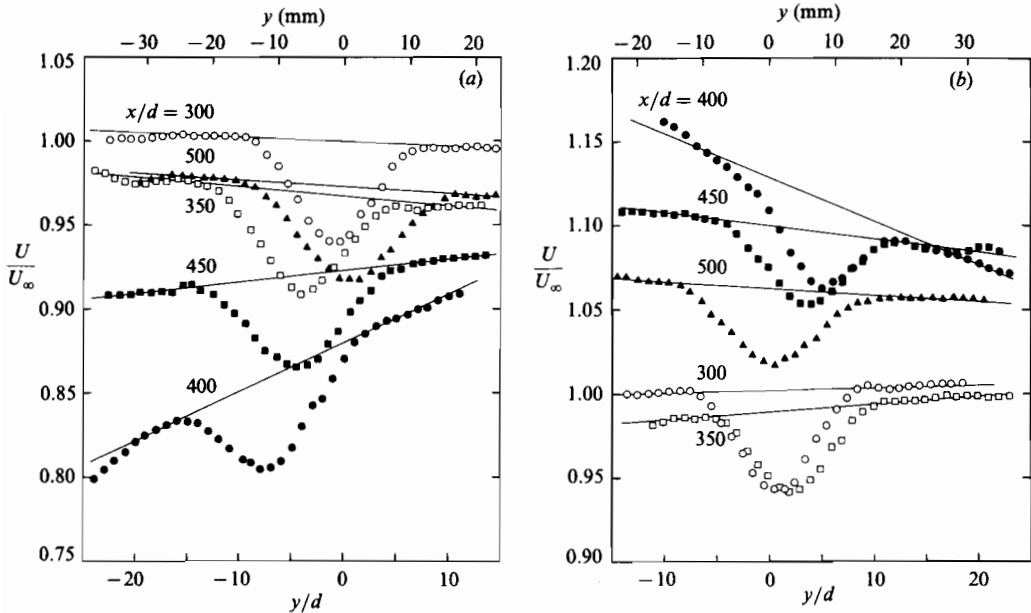 y (mm)
−30 −20 −10 0 10 20
1.05
1.00
0.95
0.90
0.85
0.80
0.75
U
U∞
(a)
x/d = 300
500
350
450
400
−20 −10 0 10
y/d
y (mm)
−20 −10 0 10 20 30
1.20
1.15
1.10
1.05
1.00
0.95
0.90
U
U∞
(b)
x/d = 400
450
500
300
350
−10 0 10 20
y/d